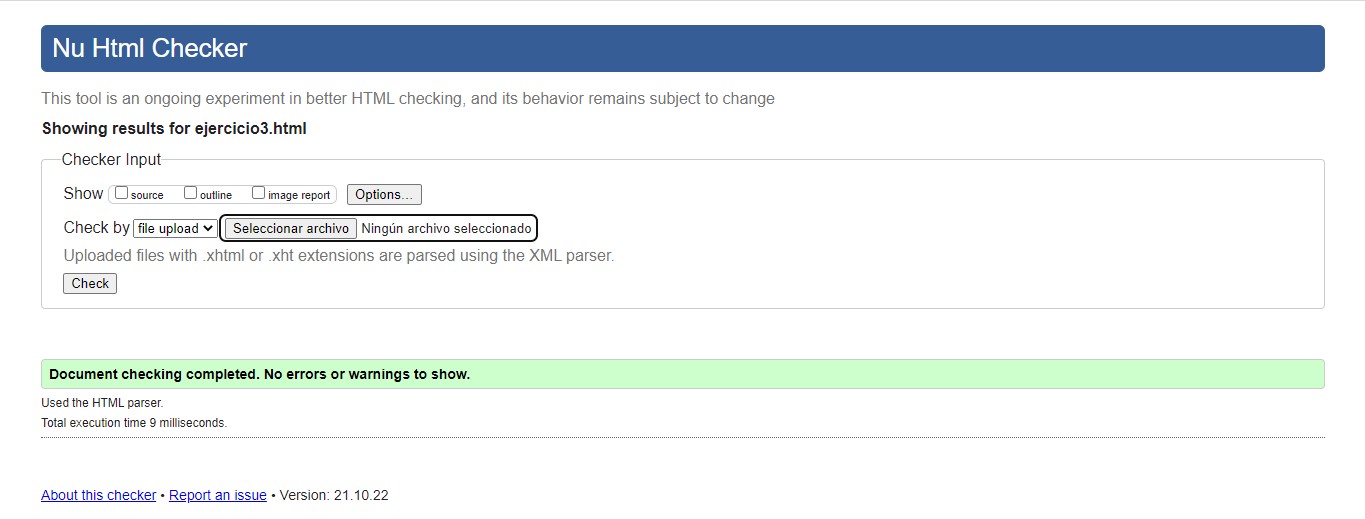 Nu Html Checker
This tool is an ongoing experiment in better HTML checking, and its behavior remains subject to change
Showing results for ejercicio3.html
Checker Input
Show source outline image report Options...
Check by file upload Seleccionar archivo Ningún archivo seleccionado
Uploaded files with .xhtml or .xht extensions are parsed using the XML parser.
Check
Document checking completed. No errors or warnings to show.
Used the HTML parser.
Total execution time 9 milliseconds.
About this checker • Report an issue • Version: 21.10.22